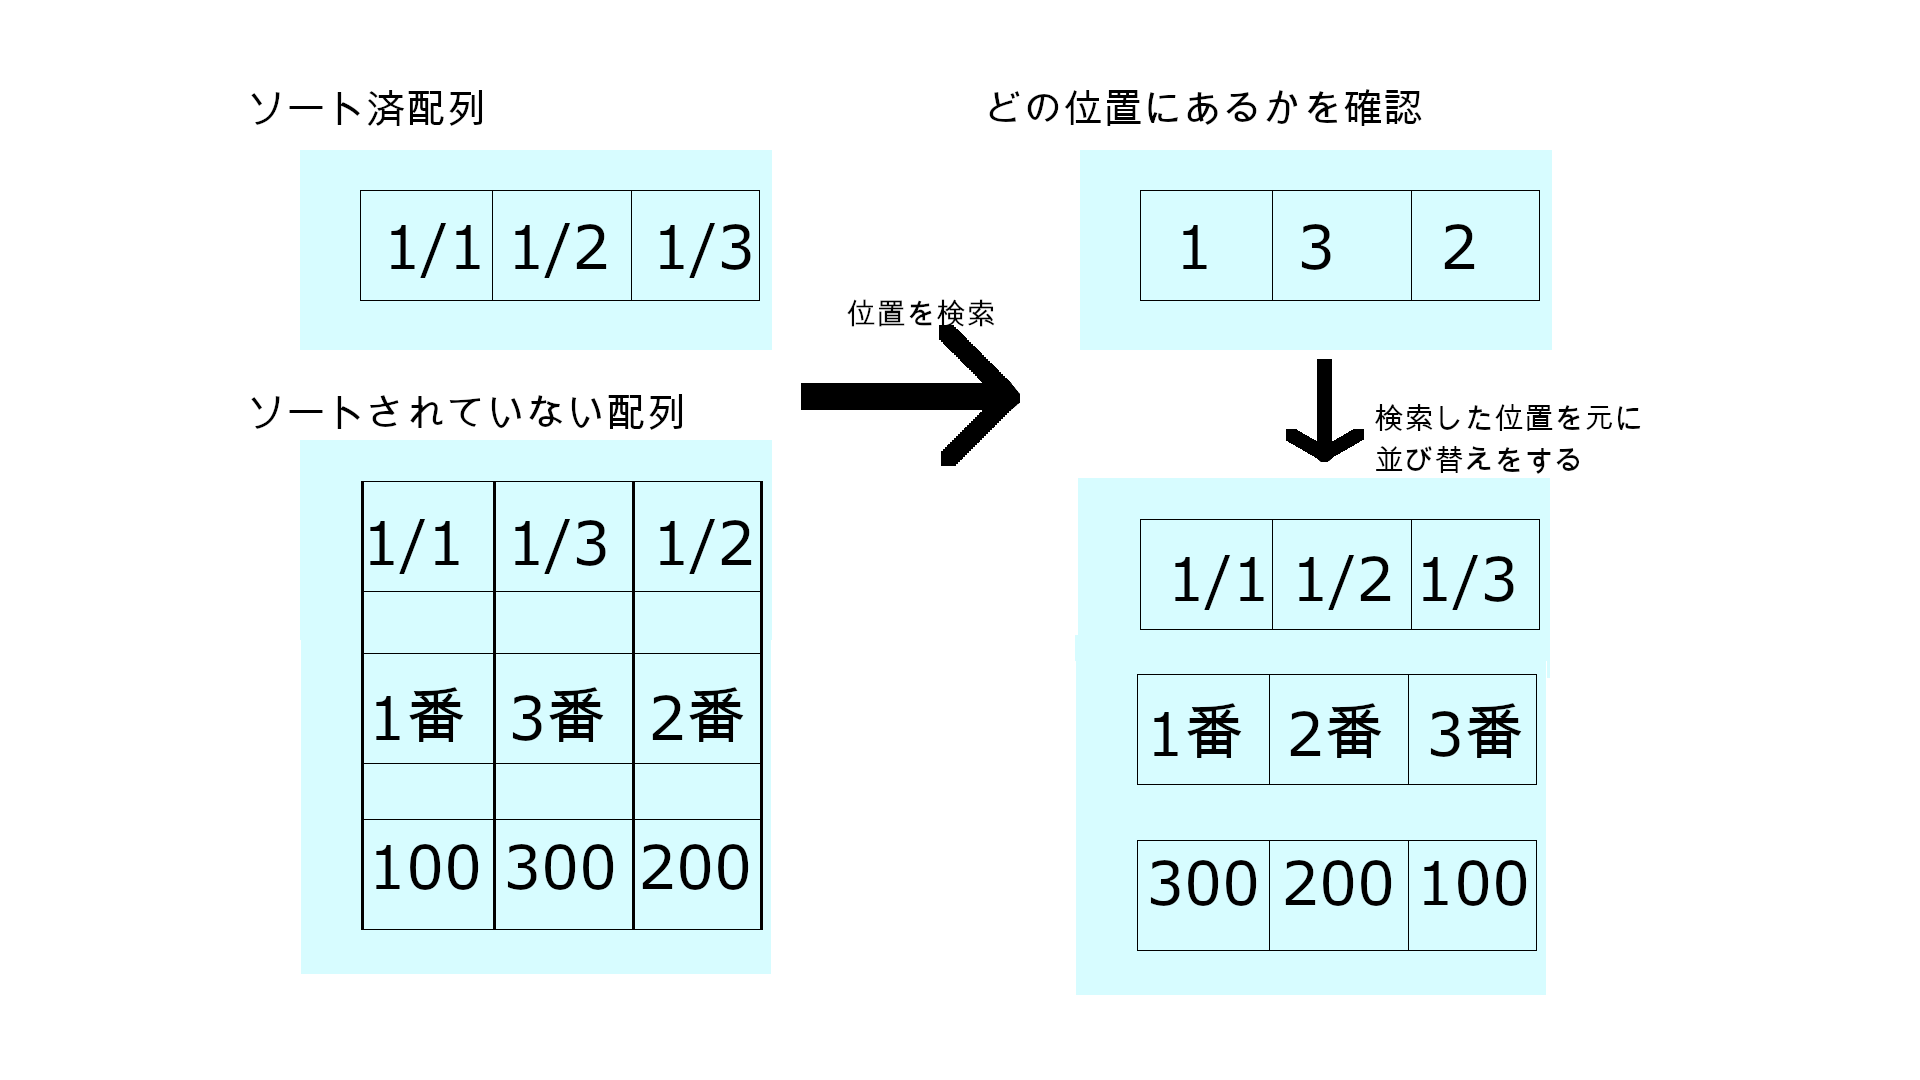 ソート済配列
1/1 1/2 1/3
ソートされていない配列
1/1 1/3 1/2
1番 3番 2番
100 300 200
位置を検索
どの位置にあるかを確認
1 3 2
検索した位置を元に
並び替えをする
1/1 1/2 1/3
1番 2番 3番
300 200 100